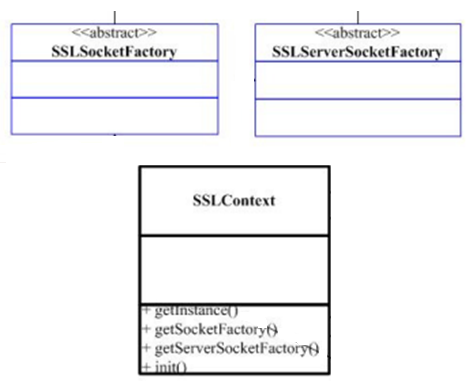 <<abstract>>
SSLSocketFactory
<<abstract>>
SSLServerSocketFactory
SSLContext
+ getInstance()
+ getSocketFactory()
+ getServerSocketFactory()
+ init()